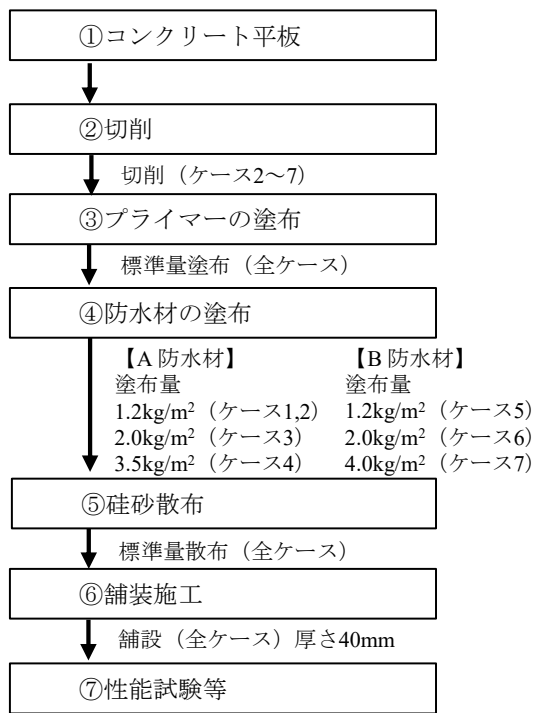 ①コンクリート平板
②切削
切削（ケース2～7）
③プライマーの塗布
標準量塗布（全ケース）
④防水材の塗布
【A 防水材】
塗布量
1.2kg/m²（ケース1,2）
2.0kg/m²（ケース3）
3.5kg/m²（ケース4）
【B 防水材】
塗布量
1.2kg/m²（ケース5）
2.0kg/m²（ケース6）
4.0kg/m²（ケース7）
⑤硅砂散布
標準量散布（全ケース）
⑥舗装施工
舗設（全ケース）厚さ40mm
⑦性能試験等